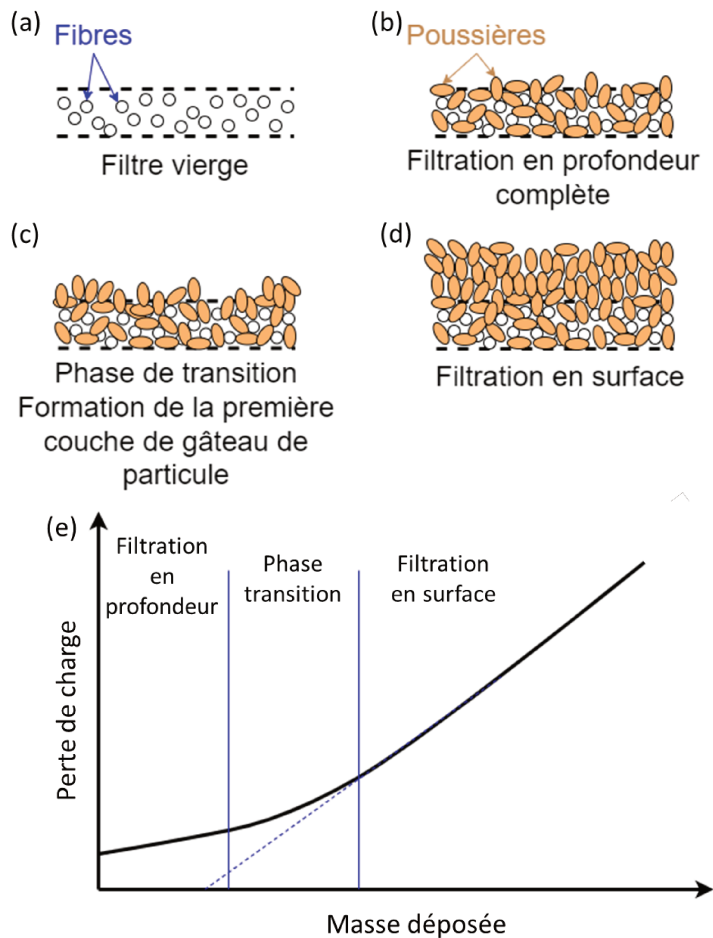 (a)
Fibres
Filtre vierge
(b)
Poussières
Filtration en profondeur
complète
(c)
Phase de transition
Formation de la première
couche de gâteau de
particule
(d)
Filtration en surface
(e)
Filtration
en
profondeur
Phase
transition
Filtration
en surface
Perte de charge
Masse déposée